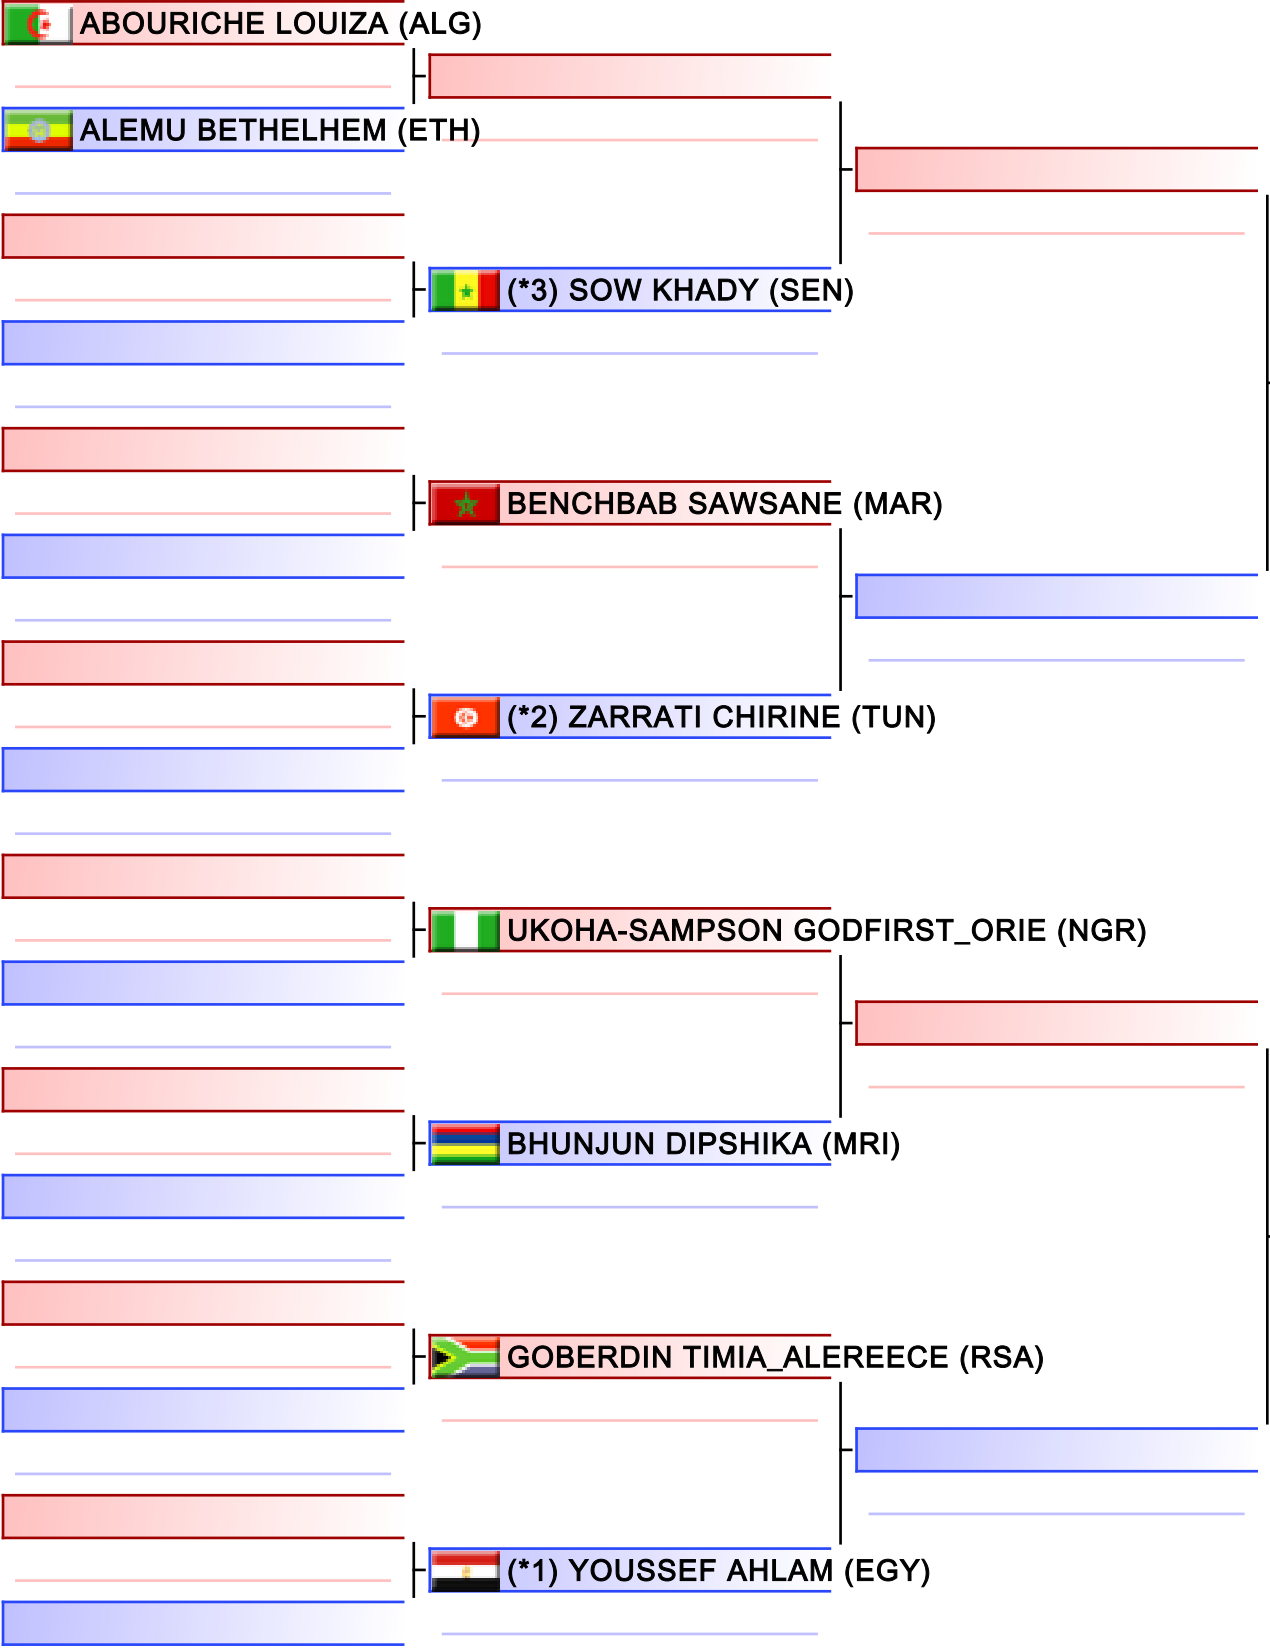 ABOURICHE LOUIZA (ALG)
ALEMU BETHELHEM (ETH)
(*3) SOW KHADY (SEN)
BENCHBAB SAWSANE (MAR)
(*2) ZARRATI CHIRINE (TUN)
UKOHA-SAMPSON GODFIRST_ORIE (NGR)
BHUNJUN DIPSHIKA (MRI)
GOBERDIN TIMIA_ALEREECE (RSA)
(*1) YOUSSEF AHLAM (EGY)